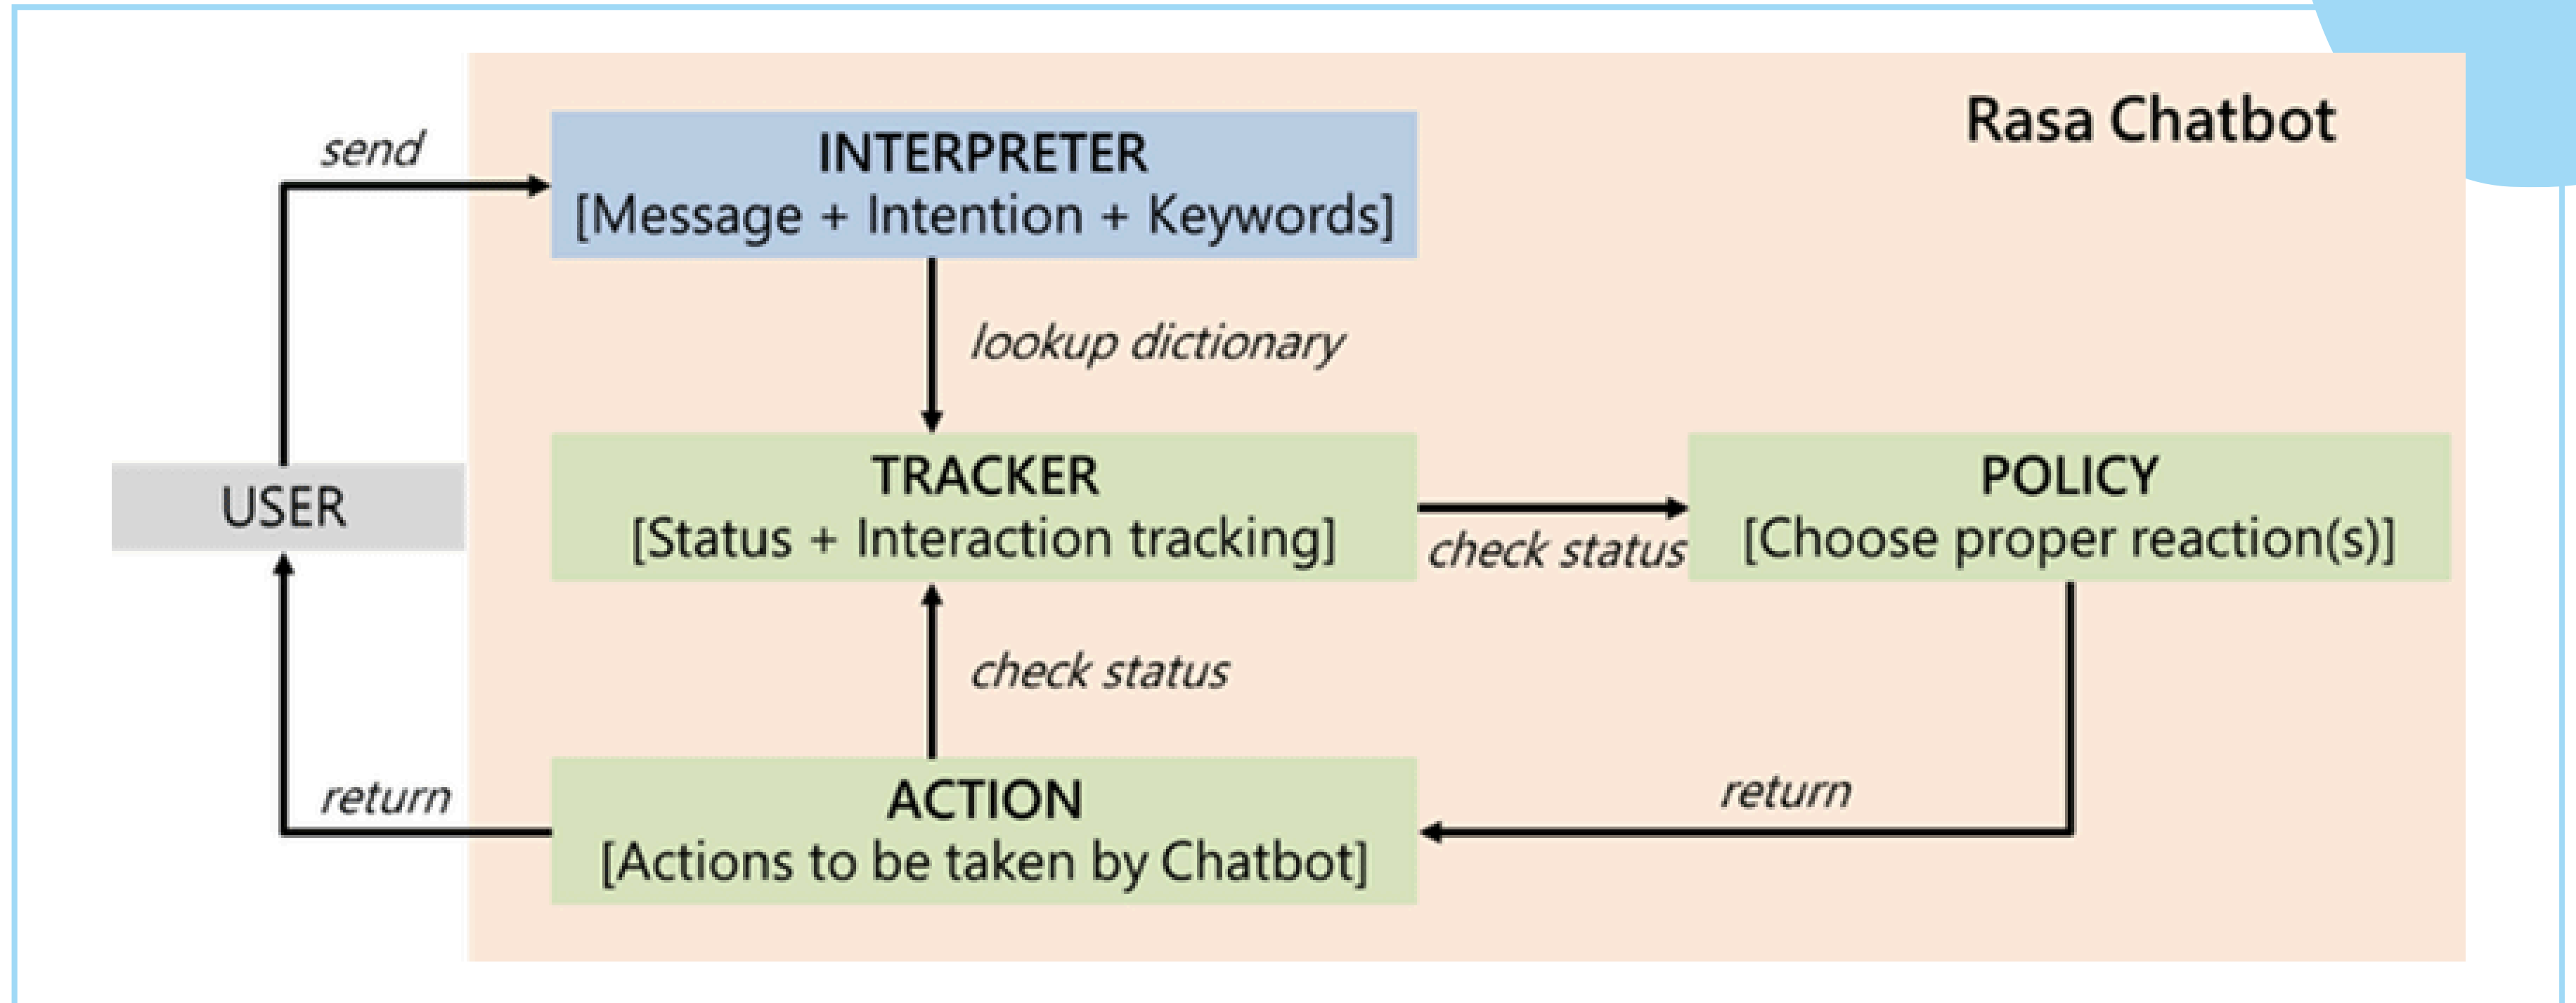 Rasa Chatbot
send
INTERPRETER
[Message + Intention + Keywords]
lookup dictionary
USER
TRACKER
[Status + Interaction tracking]
check status
POLICY
[Choose proper reaction(s)]
check status
return
ACTION
[Actions to be taken by Chatbot]
return